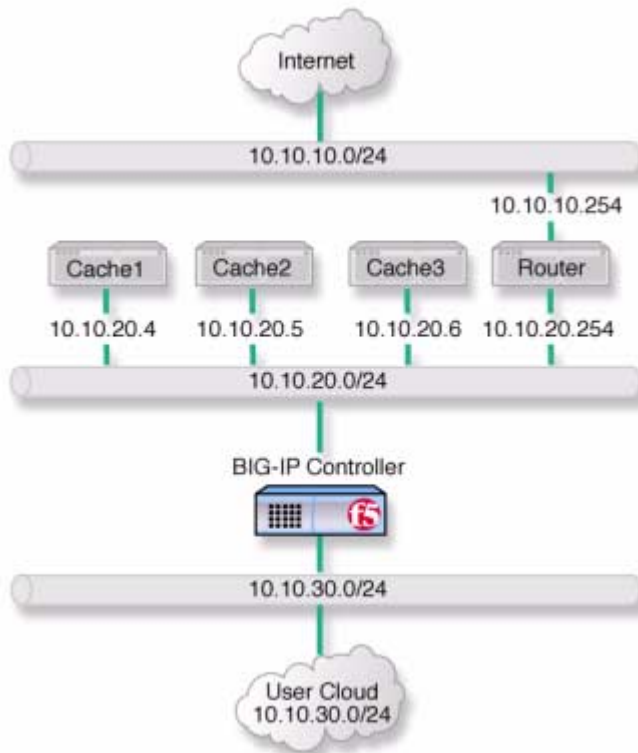 Internet
10.10.10.0/24
10.10.10.254
Cache1
Cache2
Cache3
Router
10.10.20.4
10.10.20.5
10.10.20.6
10.10.20.254
10.10.20.0/24
BIG-IP Controller
f5
10.10.30.0/24
User Cloud
10.10.30.0/24